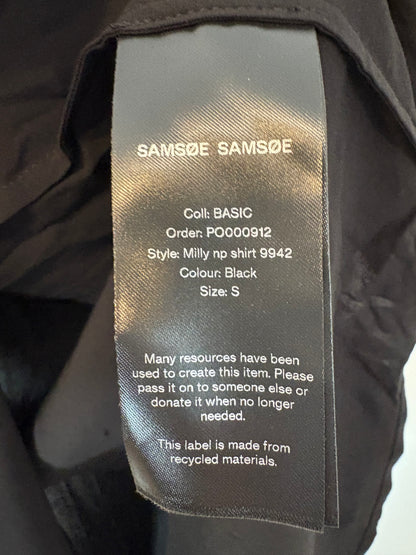 SAMSØE SAMSØE
Coll: BASIC
Order: PO000912
Style: Milly np shirt 9942
Colour: Black
Size: S
Many resources have been
used to create this item. Please
pass it on to someone else or
donate it when no longer
needed.
This label is made from
recycled materials.